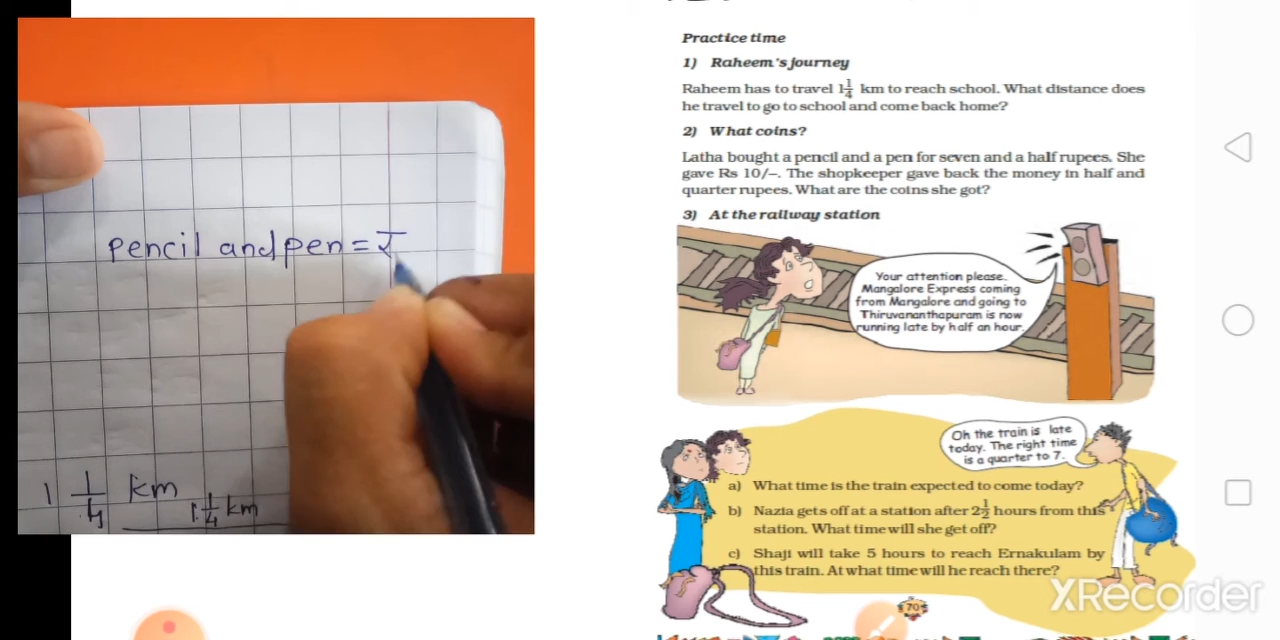 pencil and pen = ₹
1 1/4 km
1 1/4 km
Practice time
1) Raheem's journey
Raheem has to travel 1 1/4 km to reach school. What distance does
he travel to go to school and come back home?
2) What coins?
Latha bought a pencil and a pen for seven and a half rupees. She
gave Rs 10/–. The shopkeeper gave back the money in half and
quarter rupees. What are the coins she got?
3) At the railway station
Your attention please.
Mangalore Express coming
from Mangalore and going to
Thiruvananthapuram is now
running late by half an hour.
Oh the train is late
today. The right time
is a quarter to 7.
a) What time is the train expected to come today?
b) Nazia gets off at a station after 2 1/2 hours from this
station. What time will she get off?
c) Shaji will take 5 hours to reach Ernakulam by
this train. At what time will he reach there?
70
XRecorder